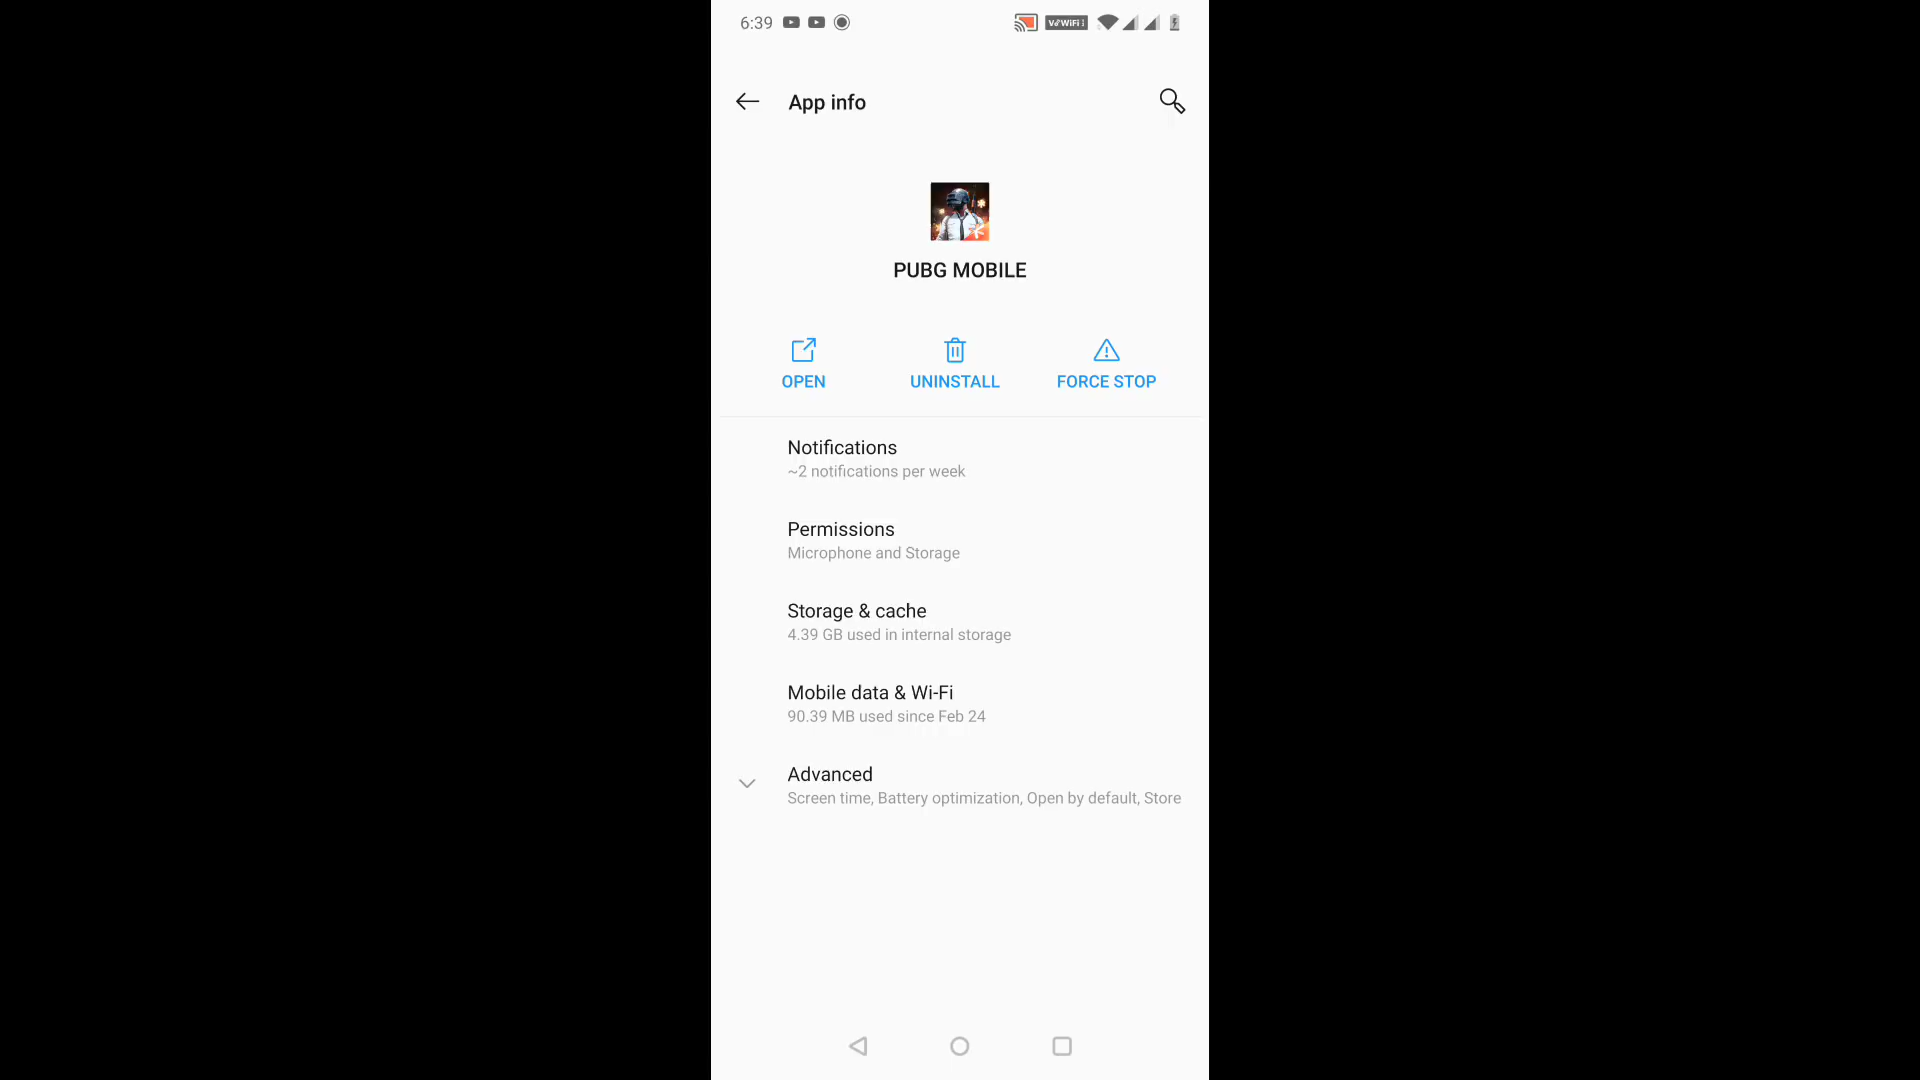 6:39
VoWiFi
App info
PUBG MOBILE
OPEN UNINSTALL FORCE STOP
Notifications
~2 notifications per week
Permissions
Microphone and Storage
Storage & cache
4.39 GB used in internal storage
Mobile data & Wi-Fi
90.39 MB used since Feb 24
Advanced
Screen time, Battery optimization, Open by default, Store